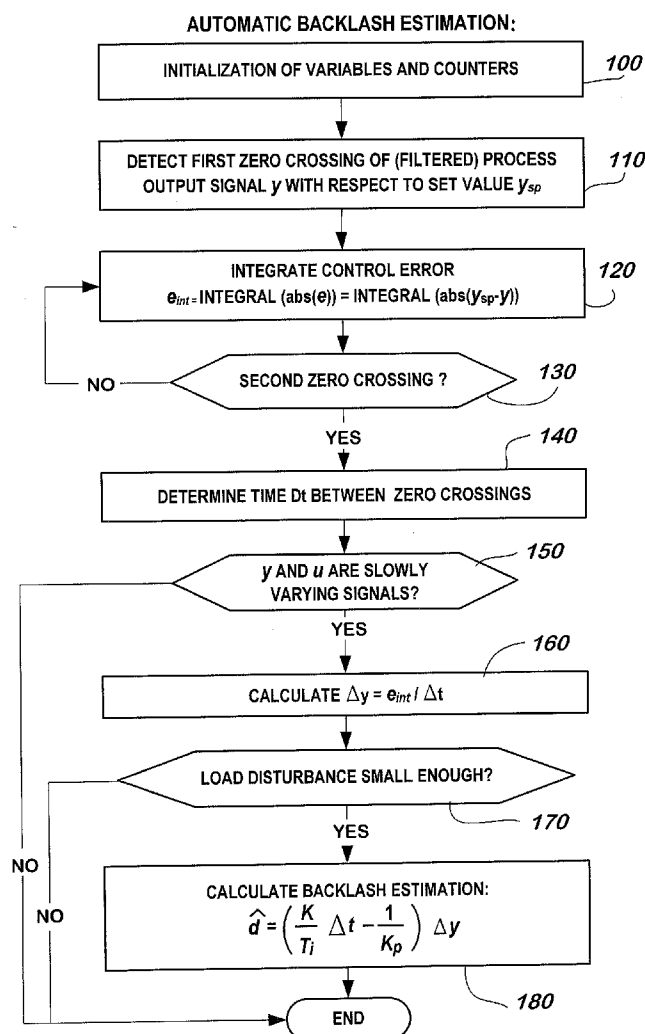 AUTOMATIC BACKLASH ESTIMATION:
INITIALIZATION OF VARIABLES AND COUNTERS
100
DETECT FIRST ZERO CROSSING OF (FILTERED) PROCESS
OUTPUT SIGNAL y WITH RESPECT TO SET VALUE ysp
110
INTEGRATE CONTROL ERROR
eint = INTEGRAL (abs(e)) = INTEGRAL (abs(ysp-y))
120
SECOND ZERO CROSSING ?
130
NO
YES
140
DETERMINE TIME Dt BETWEEN ZERO CROSSINGS
150
y AND u ARE SLOWLY
VARYING SIGNALS?
YES
160
CALCULATE Δy = eint / Δt
LOAD DISTURBANCE SMALL ENOUGH?
170
YES
NO
NO
CALCULATE BACKLASH ESTIMATION:
d̂ = ( K/Ti Δt – 1/Kp ) Δy
180
END